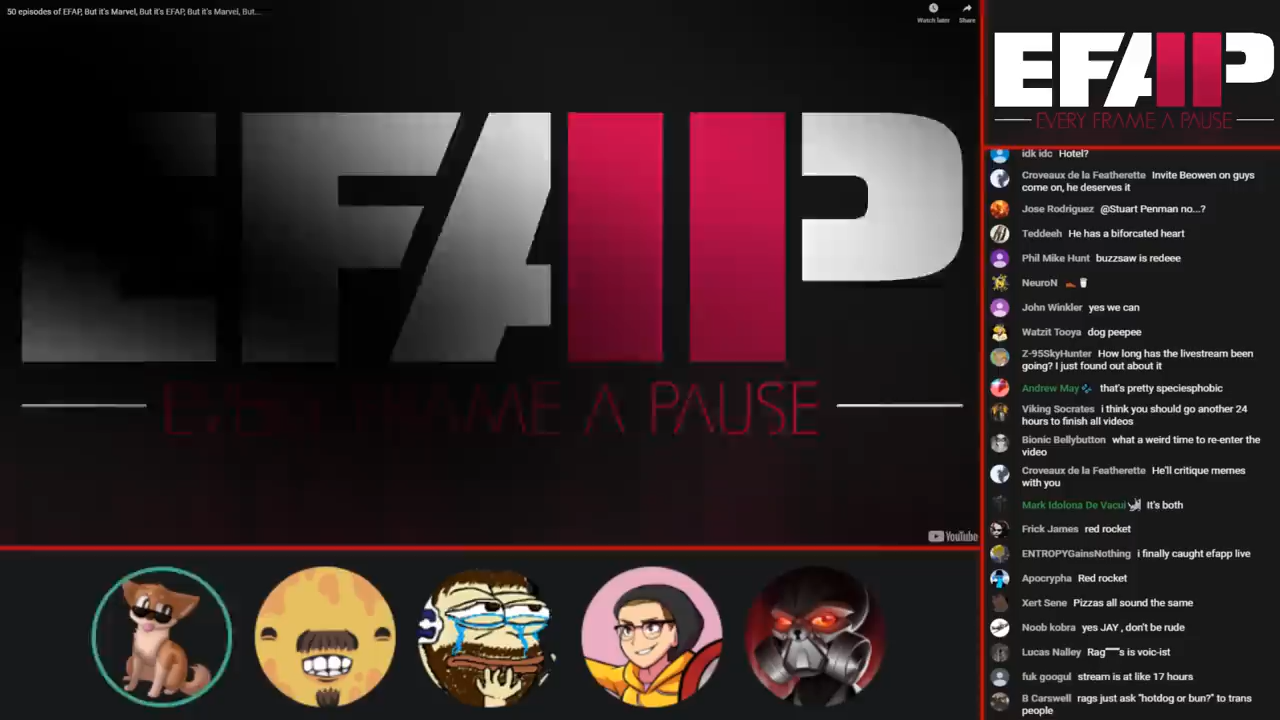 50 episodes of EFAP, But it's Marvel, But it's EFAP, But it's Marvel, But...
Watch later
Share
EFAP
EVERY FRAME A PAUSE
YouTube
EFAP
EVERY FRAME A PAUSE
idk idc Hotel?
Croveaux de la Featherette Invite Beowen on guys
come on, he deserves it
Jose Rodriguez @Stuart Penman no...?
Teddeeh He has a biforcated heart
Phil Mike Hunt buzzsaw is redeee
NeuroN
John Winkler yes we can
Watzit Tooya dog peepee
Z-95SkyHunter How long has the livestream been
going? I just found out about it
Andrew May that's pretty speciesphobic
Viking Socrates i think you should go another 24
hours to finish all videos
Bionic Bellybutton what a weird time to re-enter the
video
Croveaux de la Featherette He'll critique memes
with you
Mark Idolona De Vacui It's both
Frick James red rocket
ENTROPYGainsNothing i finally caught efapp live
Apocrypha Red rocket
Xert Sene Pizzas all sound the same
Noob kobra yes JAY , don't be rude
Lucas Nalley Rag""""s is voic-ist
fuk googul stream is at like 17 hours
B Carswell rags just ask "hotdog or bun?" to trans
people